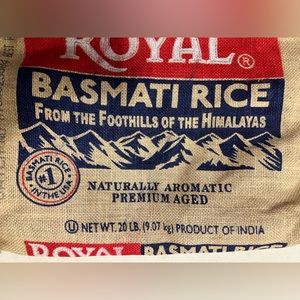 ROYAL®
BASMATI RICE
FROM THE FOOTHILLS OF THE HIMALAYAS
BASMATI RICE
#1
IN THE USA
NATURALLY AROMATIC
PREMIUM AGED
U NET WT. 20 LB. (9.07 kg) PRODUCT OF INDIA
ROYAL BASMATI RICE